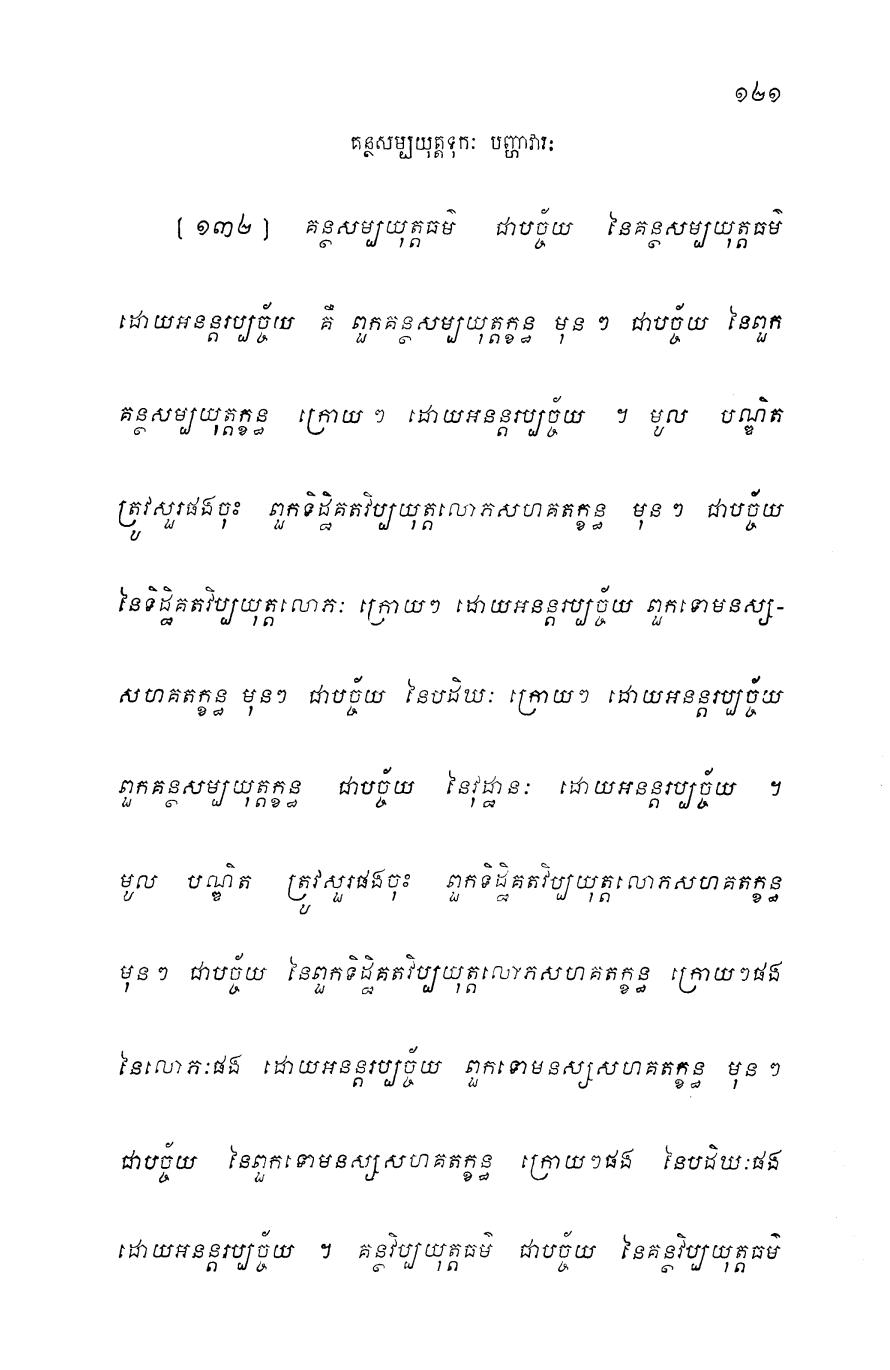 ១២១
គន្ថសម្បយុត្តទុកៈ បញ្ហាវារៈ
[ ១៣២ ] គន្ថសម្បយុត្តធម៌ ជាបច្ច័យ នៃគន្ថសម្បយុត្តធម៌
ដោយអនន្តរប្បច្ច័យ គឺ ពួកគន្ថសម្បយុត្តក្ខន្ធ មុន ៗ ជាបច្ច័យ នៃពួក
គន្ថសម្បយុត្តក្ខន្ធ ក្រោយ ៗ ដោយអនន្តរប្បច្ច័យ ។ មូល បណ្ឌិត
ត្រូវសួរផងចុះ ពួកទិដ្ឋិគតវិប្បយុត្តលោភសហគតក្ខន្ធ មុន ៗ ជាបច្ច័យ
នៃទិដ្ឋិគតវិប្បយុត្តលោភៈ ក្រោយៗ ដោយអនន្តរប្បច្ច័យ ពួកទោមនស្ស-
សហគតក្ខន្ធ មុនៗ ជាបច្ច័យ នៃបដិឃៈ ក្រោយៗ ដោយអនន្តរប្បច្ច័យ
ពួកគន្ថសម្បយុត្តក្ខន្ធ ជាបច្ច័យ នៃវុដ្ឋានៈ ដោយអនន្តរប្បច្ច័យ ។
មូល បណ្ឌិត ត្រូវសួរផងចុះ ពួកទិដ្ឋិគតវិប្បយុត្តលោភសហគតក្ខន្ធ
មុន ៗ ជាបច្ច័យ នៃពួកទិដ្ឋិគតវិប្បយុត្តលោភសហគតក្ខន្ធ ក្រោយៗផង
នៃលោភៈផង ដោយអនន្តរប្បច្ច័យ ពួកទោមនស្សសហគតក្ខន្ធ មុន ៗ
ជាបច្ច័យ នៃពួកទោមនស្សសហគតក្ខន្ធ ក្រោយៗផង នៃបដិឃៈផង
ដោយអនន្តរប្បច្ច័យ ។ គន្ថវិប្បយុត្តធម៌ ជាបច្ច័យ នៃគន្ថវិប្បយុត្តធម៌